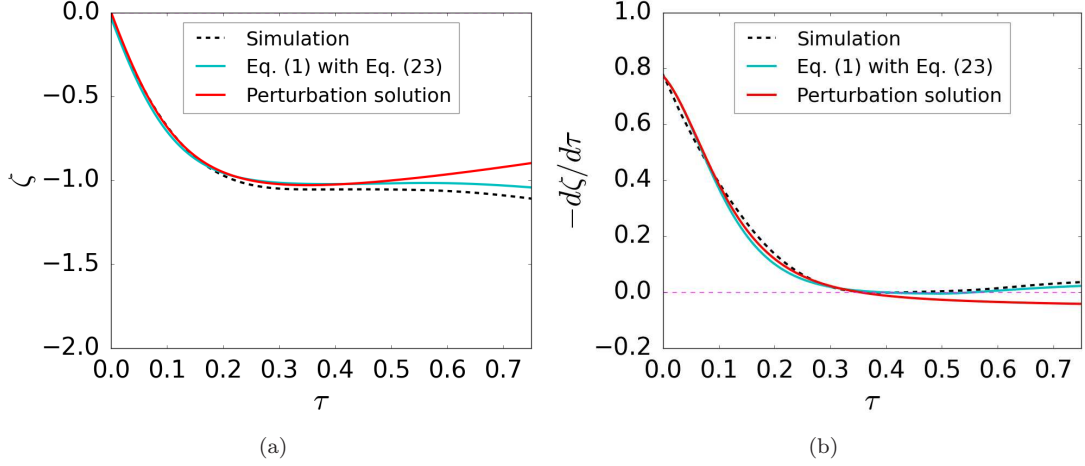 0.0
−0.5
−1.0
−1.5
−2.0
ζ
Simulation
Eq. (1) with Eq. (23)
Perturbation solution
0.0 0.1 0.2 0.3 0.4 0.5 0.6 0.7
τ
(a)
1.0
0.8
0.6
0.4
0.2
0.0
−0.2
−dζ/dτ
Simulation
Eq. (1) with Eq. (23)
Perturbation solution
0.0 0.1 0.2 0.3 0.4 0.5 0.6 0.7
τ
(b)